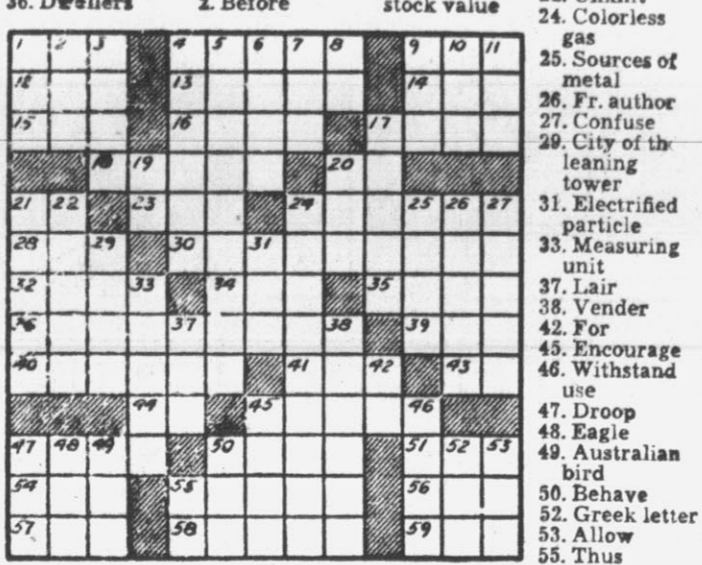 36. Dwellers
2. Before
stock value
24. Colorless
gas
25. Sources of
metal
26. Fr. author
27. Confuse
29. City of the
leaning
tower
31. Electrified
particle
33. Measuring
unit
37. Lair
38. Vender
42. For
45. Encourage
46. Withstand
use
47. Droop
48. Eagle
49. Australian
bird
50. Behave
52. Greek letter
53. Allow
55. Thus
1 2 3 4 5 6 7 8 9 10 11
12 13 14
15 16 17
18 19 20
21 22 23 24 25 26 27
28 29 30 31
32 33 34 35
36 37 38 39
40 41 42 43
44 45 46
47 48 49 50 51 52 53
54 55 56
57 58 59